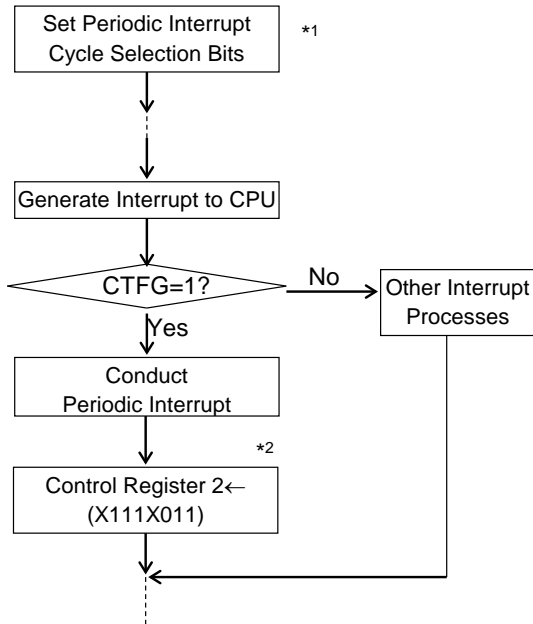 Set Periodic Interrupt
Cycle Selection Bits
*1
Generate Interrupt to CPU
CTFG=1?
No
Other Interrupt
Processes
Yes
Conduct
Periodic Interrupt
*2
Control Register 2←
(X111X011)